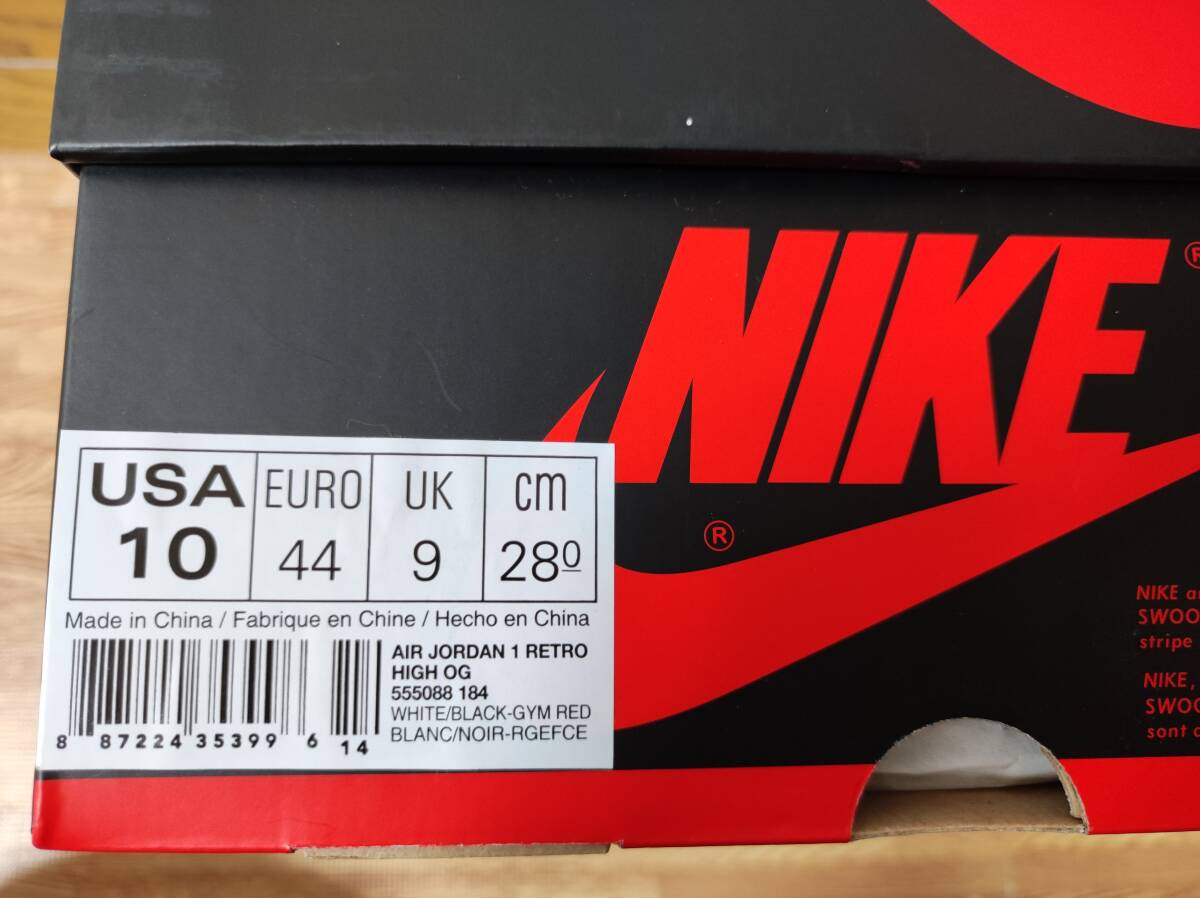 NIKE ®
®
USA EURO UK cm
10 44 9 28 0
Made in China / Fabrique en Chine / Hecho en China
AIR JORDAN 1 RETRO
HIGH OG
555088 184
WHITE/BLACK-GYM RED
BLANC/NOIR-RGEFCE
8 87224 35399 6 14
NIKE
SWOO
stripe
NIKE,
SWOO
sont